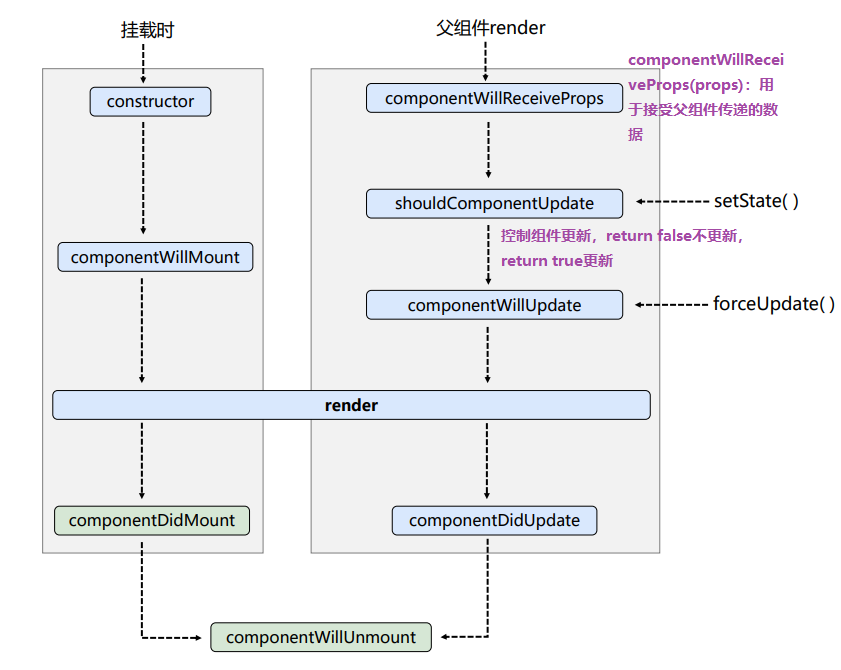 挂载时
constructor
componentWillMount
父组件render
componentWillReceiveProps
componentWillRecei
veProps(props)：用
于接受父组件传递的数
据
shouldComponentUpdate
setState( )
控制组件更新，return false不更新，
return true更新
componentWillUpdate
forceUpdate( )
render
componentDidMount
componentDidUpdate
componentWillUnmount